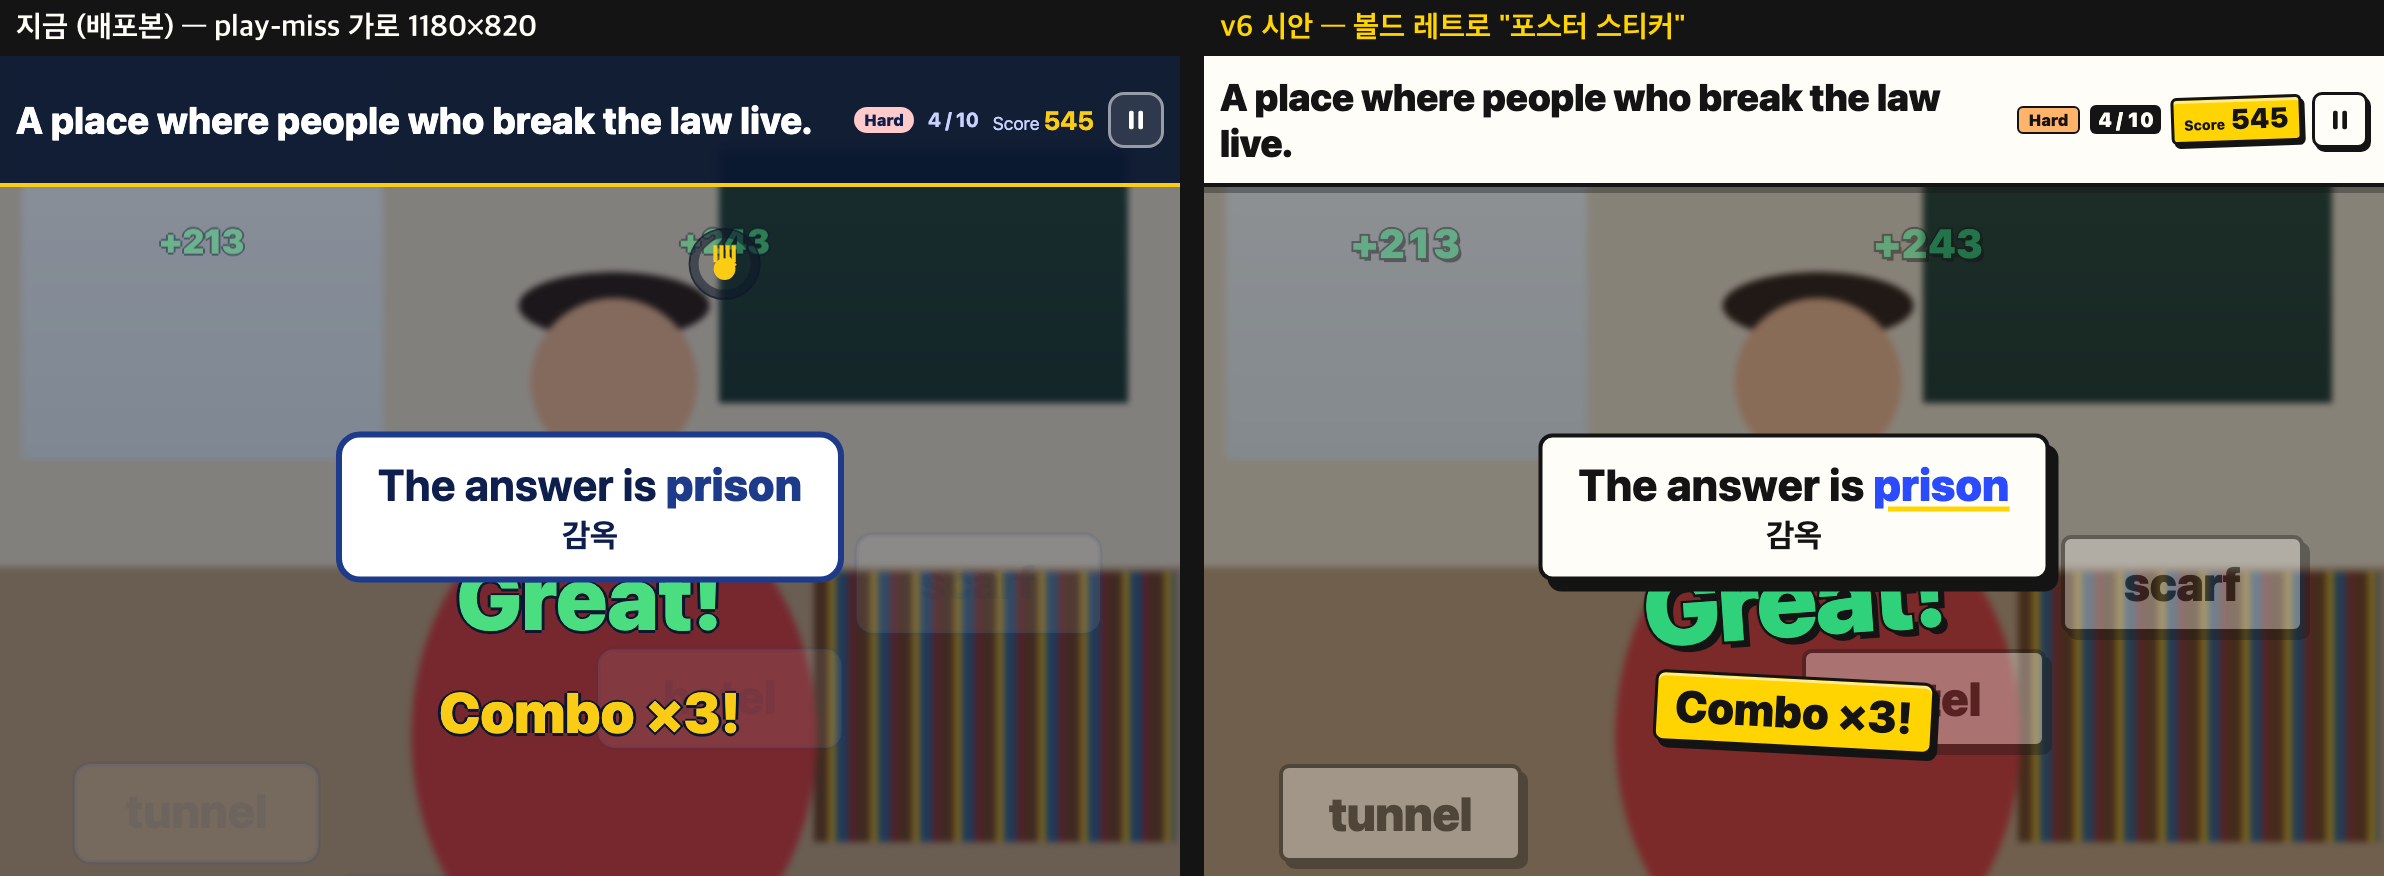 지금 (배포본) — play-miss 가로 1180×820
A place where people who break the law live.
Hard 4/10 Score 545
+213
+243
The answer is prison
감옥
Great!
Combo ×3!
tunnel
v6 시안 — 볼드 레트로 "포스터 스티커"
A place where people who break the law
live.
Hard 4/10 Score 545
+213
+243
The answer is prison
감옥
scarf
Great!
Combo ×3!
tunnel